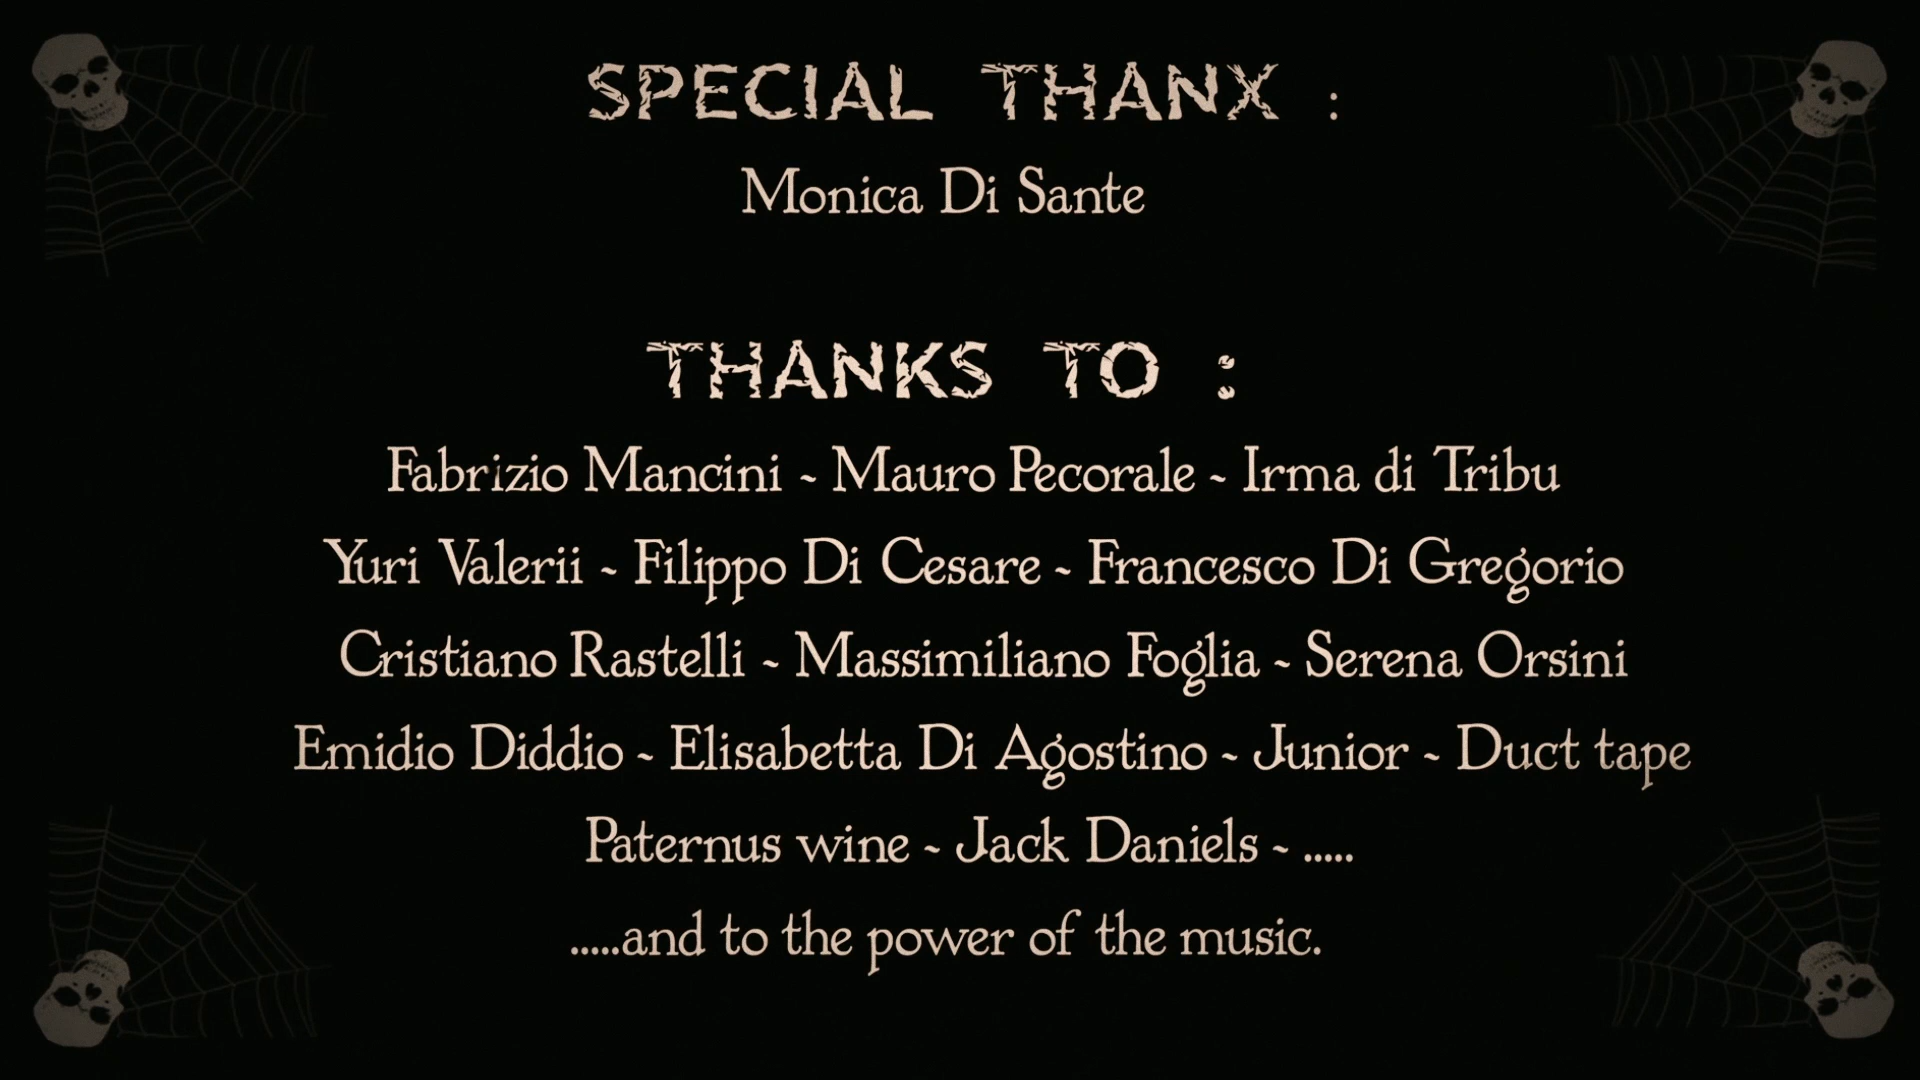 SPECIAL THANX :
Monica Di Sante
THANKS TO :
Fabrizio Mancini ~ Mauro Pecorale ~ Irma di Tribu
Yuri Valerii ~ Filippo Di Cesare ~ Francesco Di Gregorio
Cristiano Rastelli ~ Massimiliano Foglia ~ Serena Orsini
Emidio Diddio ~ Elisabetta Di Agostino ~ Junior ~ Duct tape
Paternus wine ~ Jack Daniels ~ .....
.....and to the power of the music.